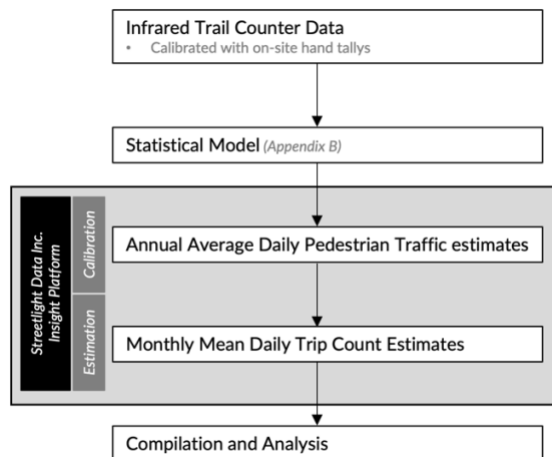 Infrared Trail Counter Data
• Calibrated with on-site hand tallys
Statistical Model (Appendix B)
Streetlight Data Inc.
Insight Platform
Calibration
Annual Average Daily Pedestrian Traffic estimates
Estimation
Monthly Mean Daily Trip Count Estimates
Compilation and Analysis